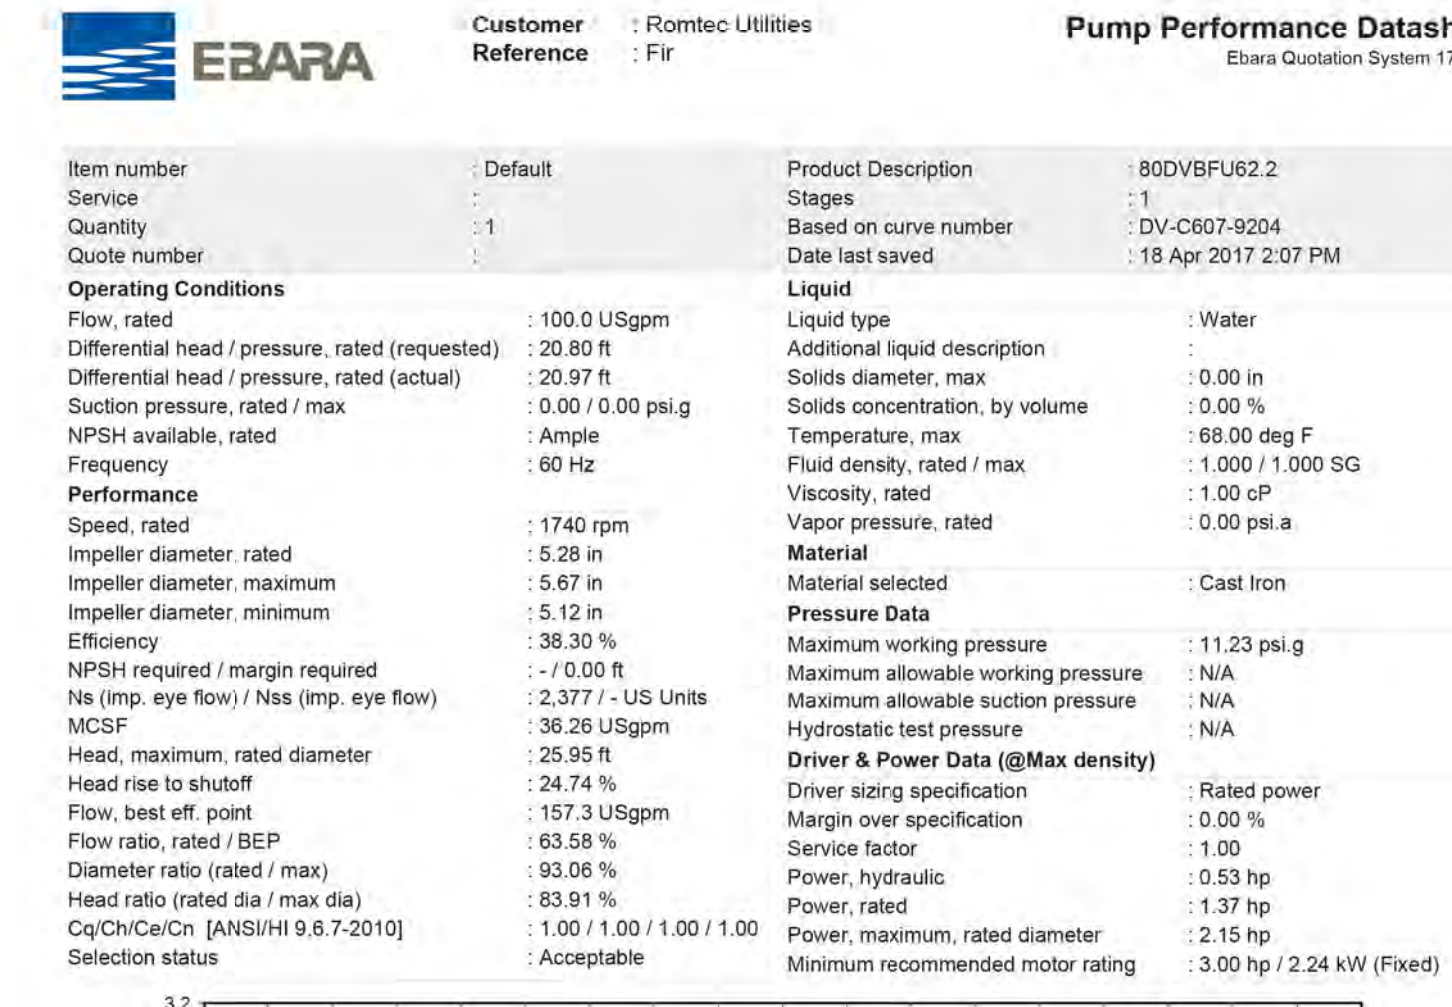 EBARA
Customer : Romtec Utilities
Reference : Fir
Pump Performance Datash
Ebara Quotation System 17
Item number : Default
Service :
Quantity : 1
Quote number :
Product Description : 80DVBFU62.2
Stages : 1
Based on curve number : DV-C607-9204
Date last saved : 18 Apr 2017 2:07 PM
Operating Conditions
Flow, rated : 100.0 USgpm
Differential head / pressure, rated (requested) : 20.80 ft
Differential head / pressure, rated (actual) : 20.97 ft
Suction pressure, rated / max : 0.00 / 0.00 psi.g
NPSH available, rated : Ample
Frequency : 60 Hz
Performance
Speed, rated : 1740 rpm
Impeller diameter, rated : 5.28 in
Impeller diameter, maximum : 5.67 in
Impeller diameter, minimum : 5.12 in
Efficiency : 38.30 %
NPSH required / margin required : - / 0.00 ft
Ns (imp. eye flow) / Nss (imp. eye flow) : 2,377 / - US Units
MCSF : 36.26 USgpm
Head, maximum, rated diameter : 25.95 ft
Head rise to shutoff : 24.74 %
Flow, best eff. point : 157.3 USgpm
Flow ratio, rated / BEP : 63.58 %
Diameter ratio (rated / max) : 93.06 %
Head ratio (rated dia / max dia) : 83.91 %
Cq/Ch/Ce/Cn [ANSI/HI 9.6.7-2010] : 1.00 / 1.00 / 1.00 / 1.00
Selection status : Acceptable
Liquid
Liquid type : Water
Additional liquid description :
Solids diameter, max : 0.00 in
Solids concentration, by volume : 0.00 %
Temperature, max : 68.00 deg F
Fluid density, rated / max : 1.000 / 1.000 SG
Viscosity, rated : 1.00 cP
Vapor pressure, rated : 0.00 psi.a
Material
Material selected : Cast Iron
Pressure Data
Maximum working pressure : 11.23 psi.g
Maximum allowable working pressure : N/A
Maximum allowable suction pressure : N/A
Hydrostatic test pressure : N/A
Driver & Power Data (@Max density)
Driver sizing specification : Rated power
Margin over specification : 0.00 %
Service factor : 1.00
Power, hydraulic : 0.53 hp
Power, rated : 1.37 hp
Power, maximum, rated diameter : 2.15 hp
Minimum recommended motor rating : 3.00 hp / 2.24 kW (Fixed)
3.2